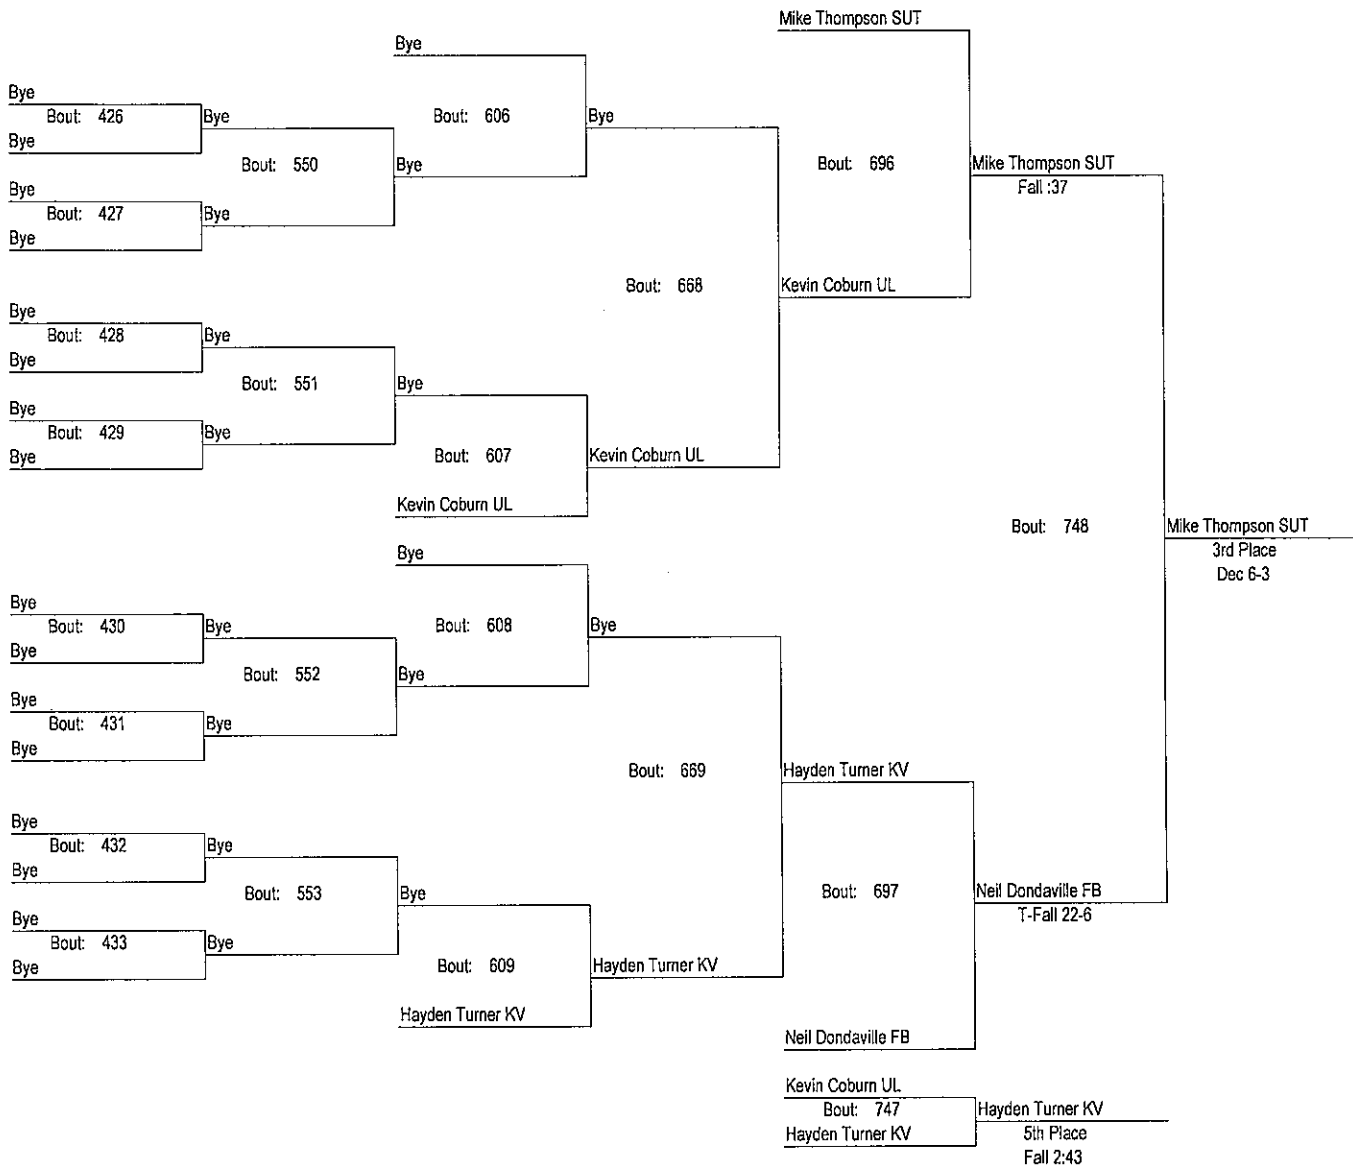 Mike Thompson SUT
Bye
Bye
Bout: 426
Bye
Bye
Bout: 606
Bye
Bout: 550
Bye
Bout: 696
Mike Thompson SUT
Fall :37
Bye
Bout: 427
Bye
Bye
Bout: 668
Kevin Coburn UL
Bye
Bout: 428
Bye
Bye
Bout: 551
Bye
Bye
Bout: 429
Bye
Bye
Bout: 607
Kevin Coburn UL
Kevin Coburn UL
Bout: 748
Mike Thompson SUT
3rd Place
Dec 6-3
Bye
Bye
Bout: 430
Bye
Bye
Bout: 608
Bye
Bout: 552
Bye
Bye
Bout: 431
Bye
Bye
Bout: 669
Hayden Turner KV
Bye
Bout: 432
Bye
Bye
Bout: 553
Bye
Bout: 697
Neil Dondaville FB
T-Fall 22-6
Bye
Bout: 433
Bye
Bye
Bout: 609
Hayden Turner KV
Hayden Turner KV
Neil Dondaville FB
Kevin Coburn UL
Bout: 747
Hayden Turner KV
Hayden Turner KV
5th Place
Fall 2:43